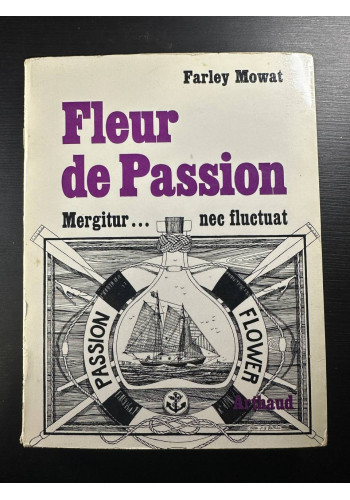 Farley Mowat
Fleur
de Passion
Mergitur... nec fluctuat
PASSION
FLOWER
Arthaud